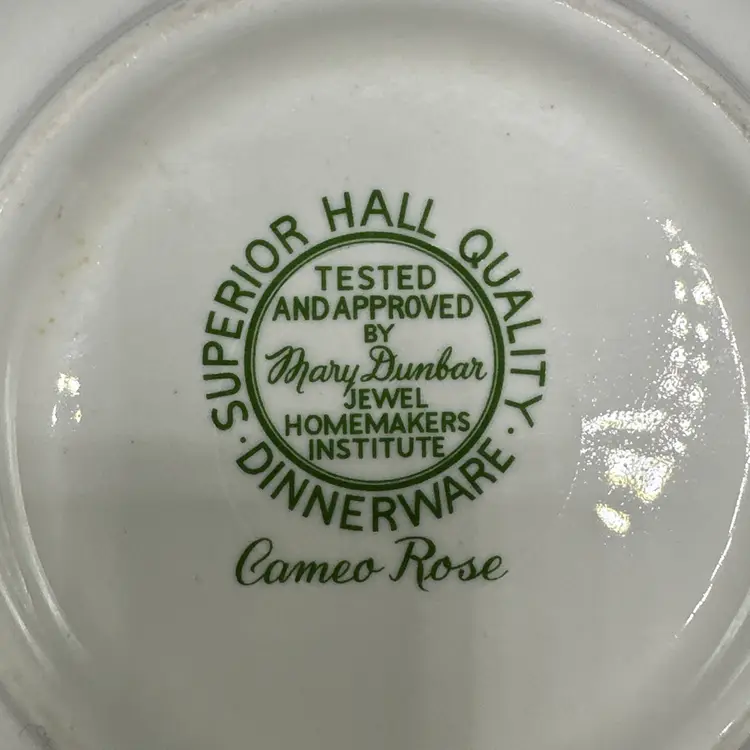 SUPERIOR HALL QUALITY
TESTED
AND APPROVED
BY
Mary Dunbar
JEWEL
HOMEMAKERS
INSTITUTE
· DINNERWARE ·
Cameo Rose